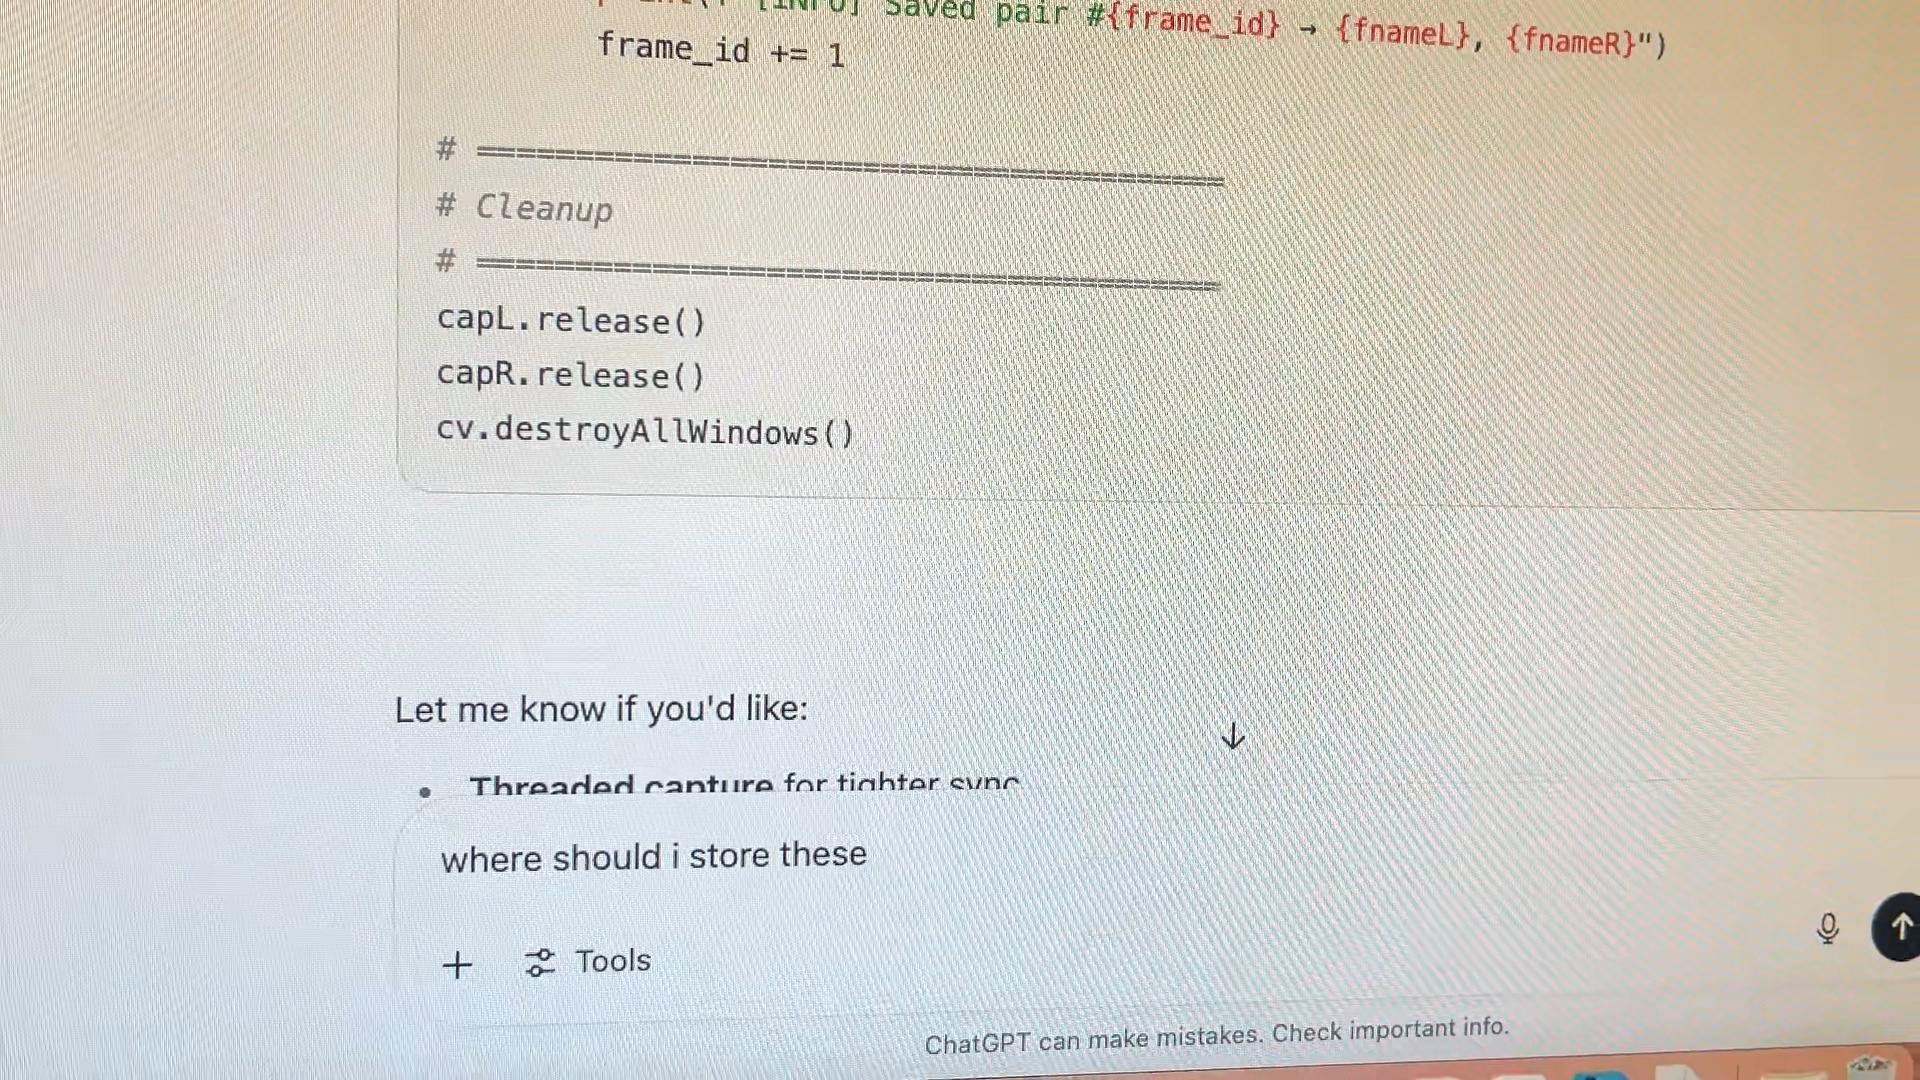 [INFO] Saved pair #{frame_id} → {fnameL}, {fnameR}")
frame_id += 1
# ═══════════════════════════════════════
# Cleanup
# ═══════════════════════════════════════
capL.release()
capR.release()
cv.destroyAllWindows()
Let me know if you'd like:
• Threaded capture for tighter sync
where should i store these
Tools
ChatGPT can make mistakes. Check important info.